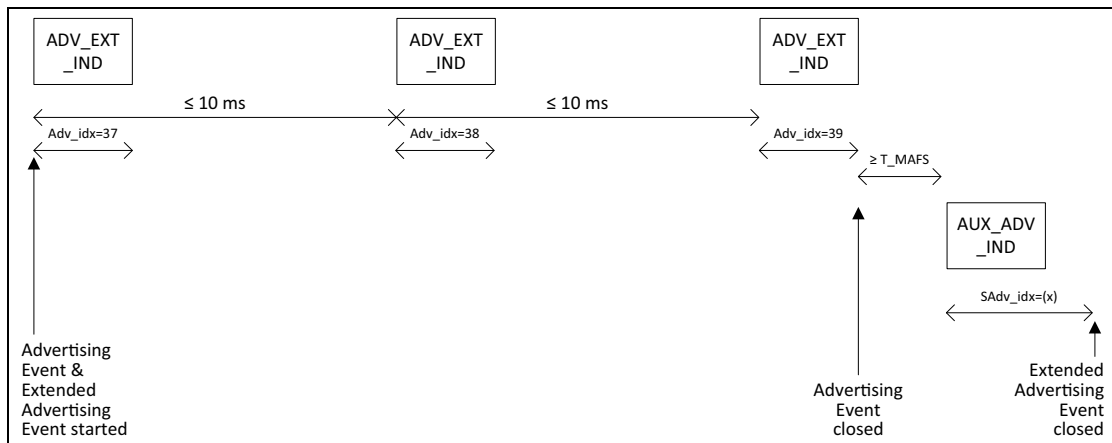 ADV_EXT
_IND
ADV_EXT
_IND
ADV_EXT
_IND
≤ 10 ms
≤ 10 ms
Adv_idx=37
Adv_idx=38
Adv_idx=39
≥ T_MAFS
AUX_ADV
_IND
SAdv_idx=(x)
Advertising
Event &
Extended
Advertising
Event started
Advertising
Event
closed
Extended
Advertising
Event
closed